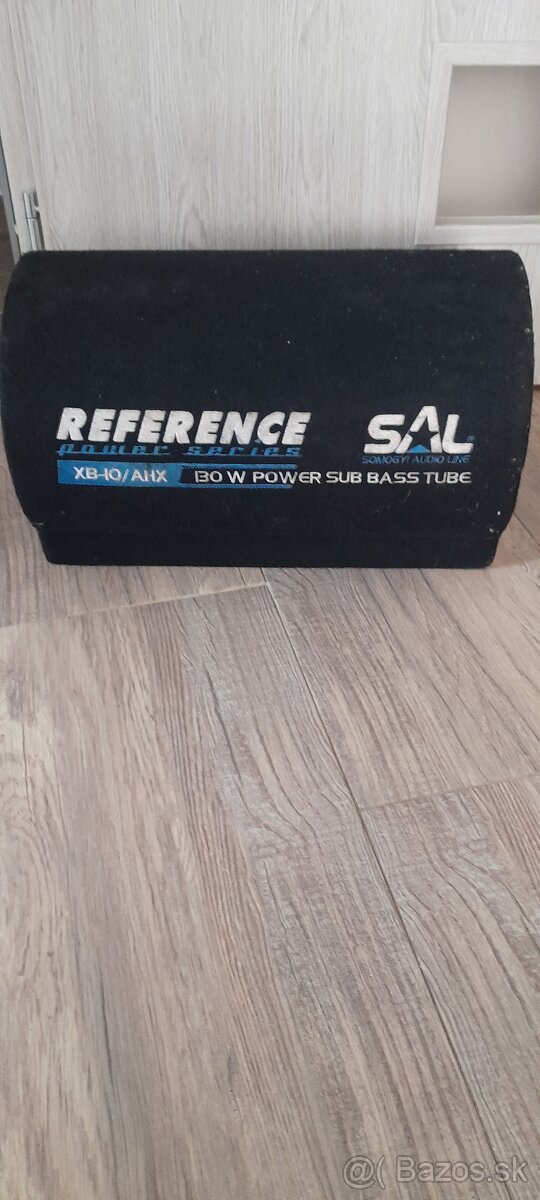 REFERENCE
power series
XB-10/AHX
130 W POWER SUB BASS TUBE
SAL
SOMOGYI AUDIO LINE
@( Bazos.sk